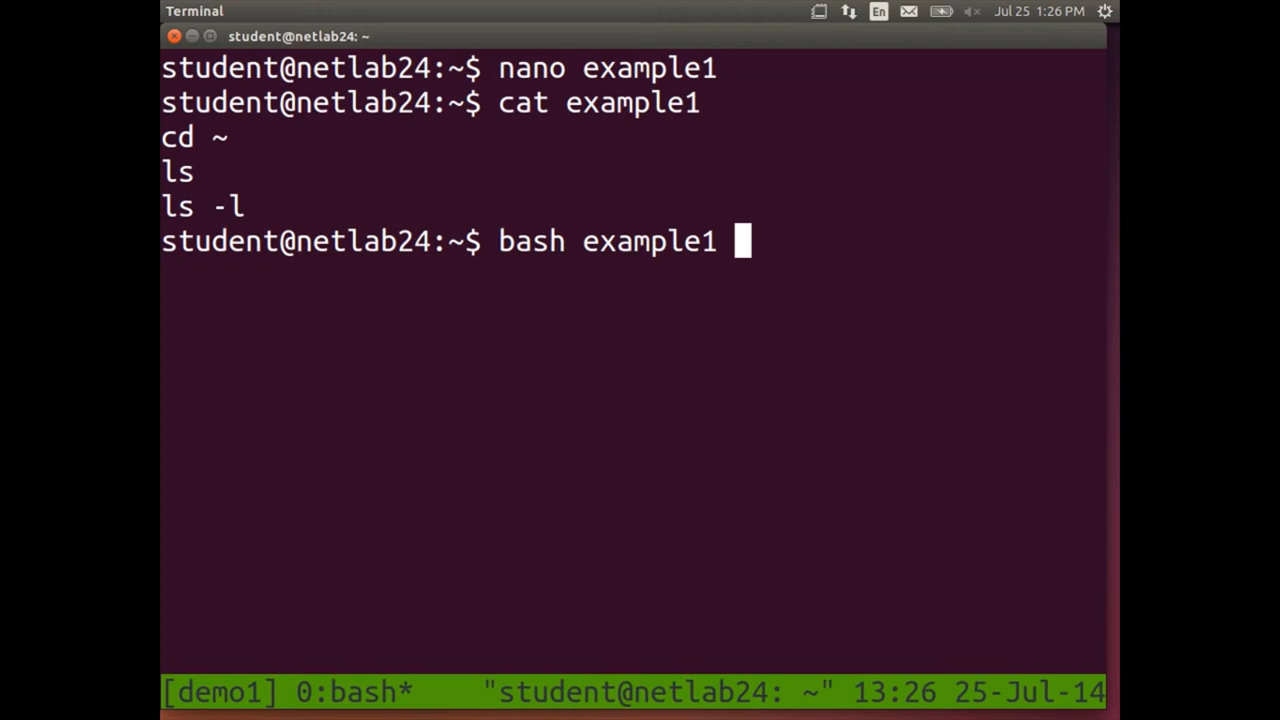 Terminal
En
Jul 25 1:26 PM
student@netlab24: ~
student@netlab24:~$ nano example1
student@netlab24:~$ cat example1
cd ~
ls
ls -l
student@netlab24:~$ bash example1
[demo1] 0:bash* "student@netlab24: ~" 13:26 25-Jul-14